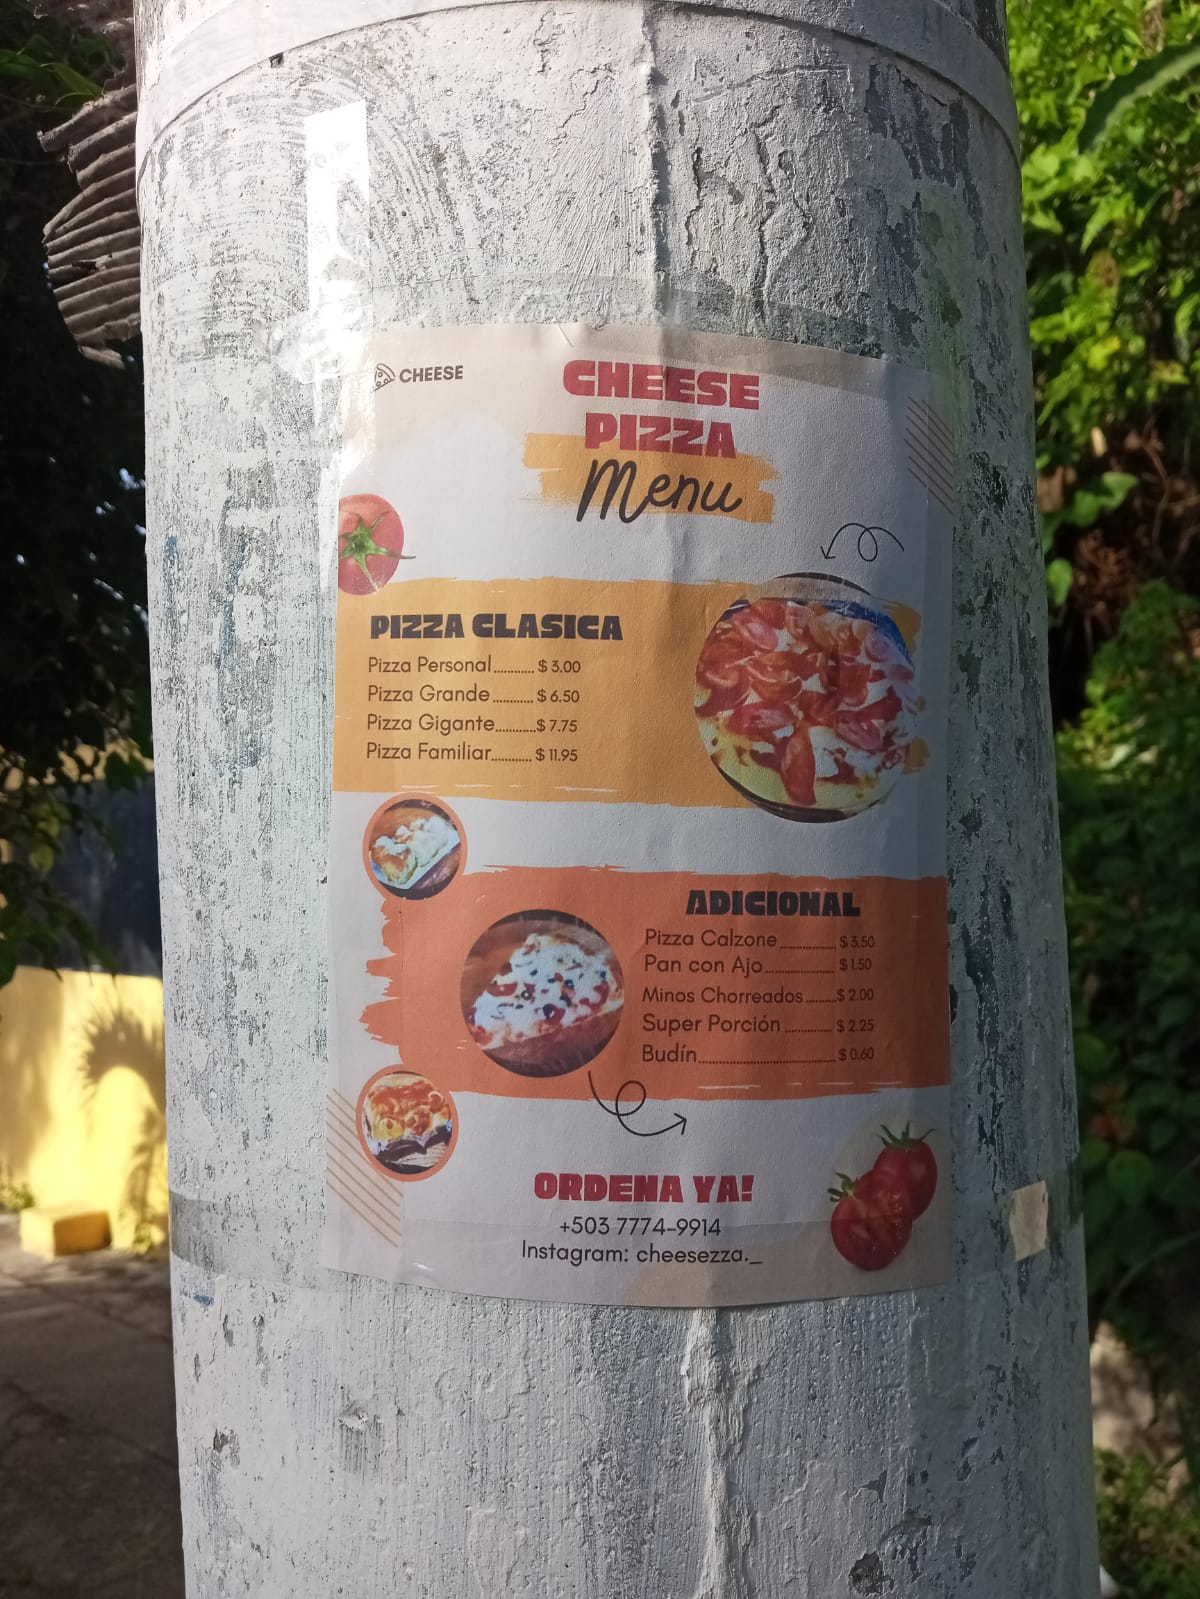 CHEESE
CHEESE
PIZZA
Menu
PIZZA CLASICA
Pizza Personal............ $ 3.00
Pizza Grande............ $ 6.50
Pizza Gigante............ $ 7.75
Pizza Familiar............ $ 11.95
ADICIONAL
Pizza Calzone................ $ 3.50
Pan con Ajo.................... $ 1.50
Minos Chorreados......... $ 2.00
Super Porción ............... $ 2.25
Budín........................................ $ 0.60
ORDENA YA!
+503 7774-9914
Instagram: cheesezza._